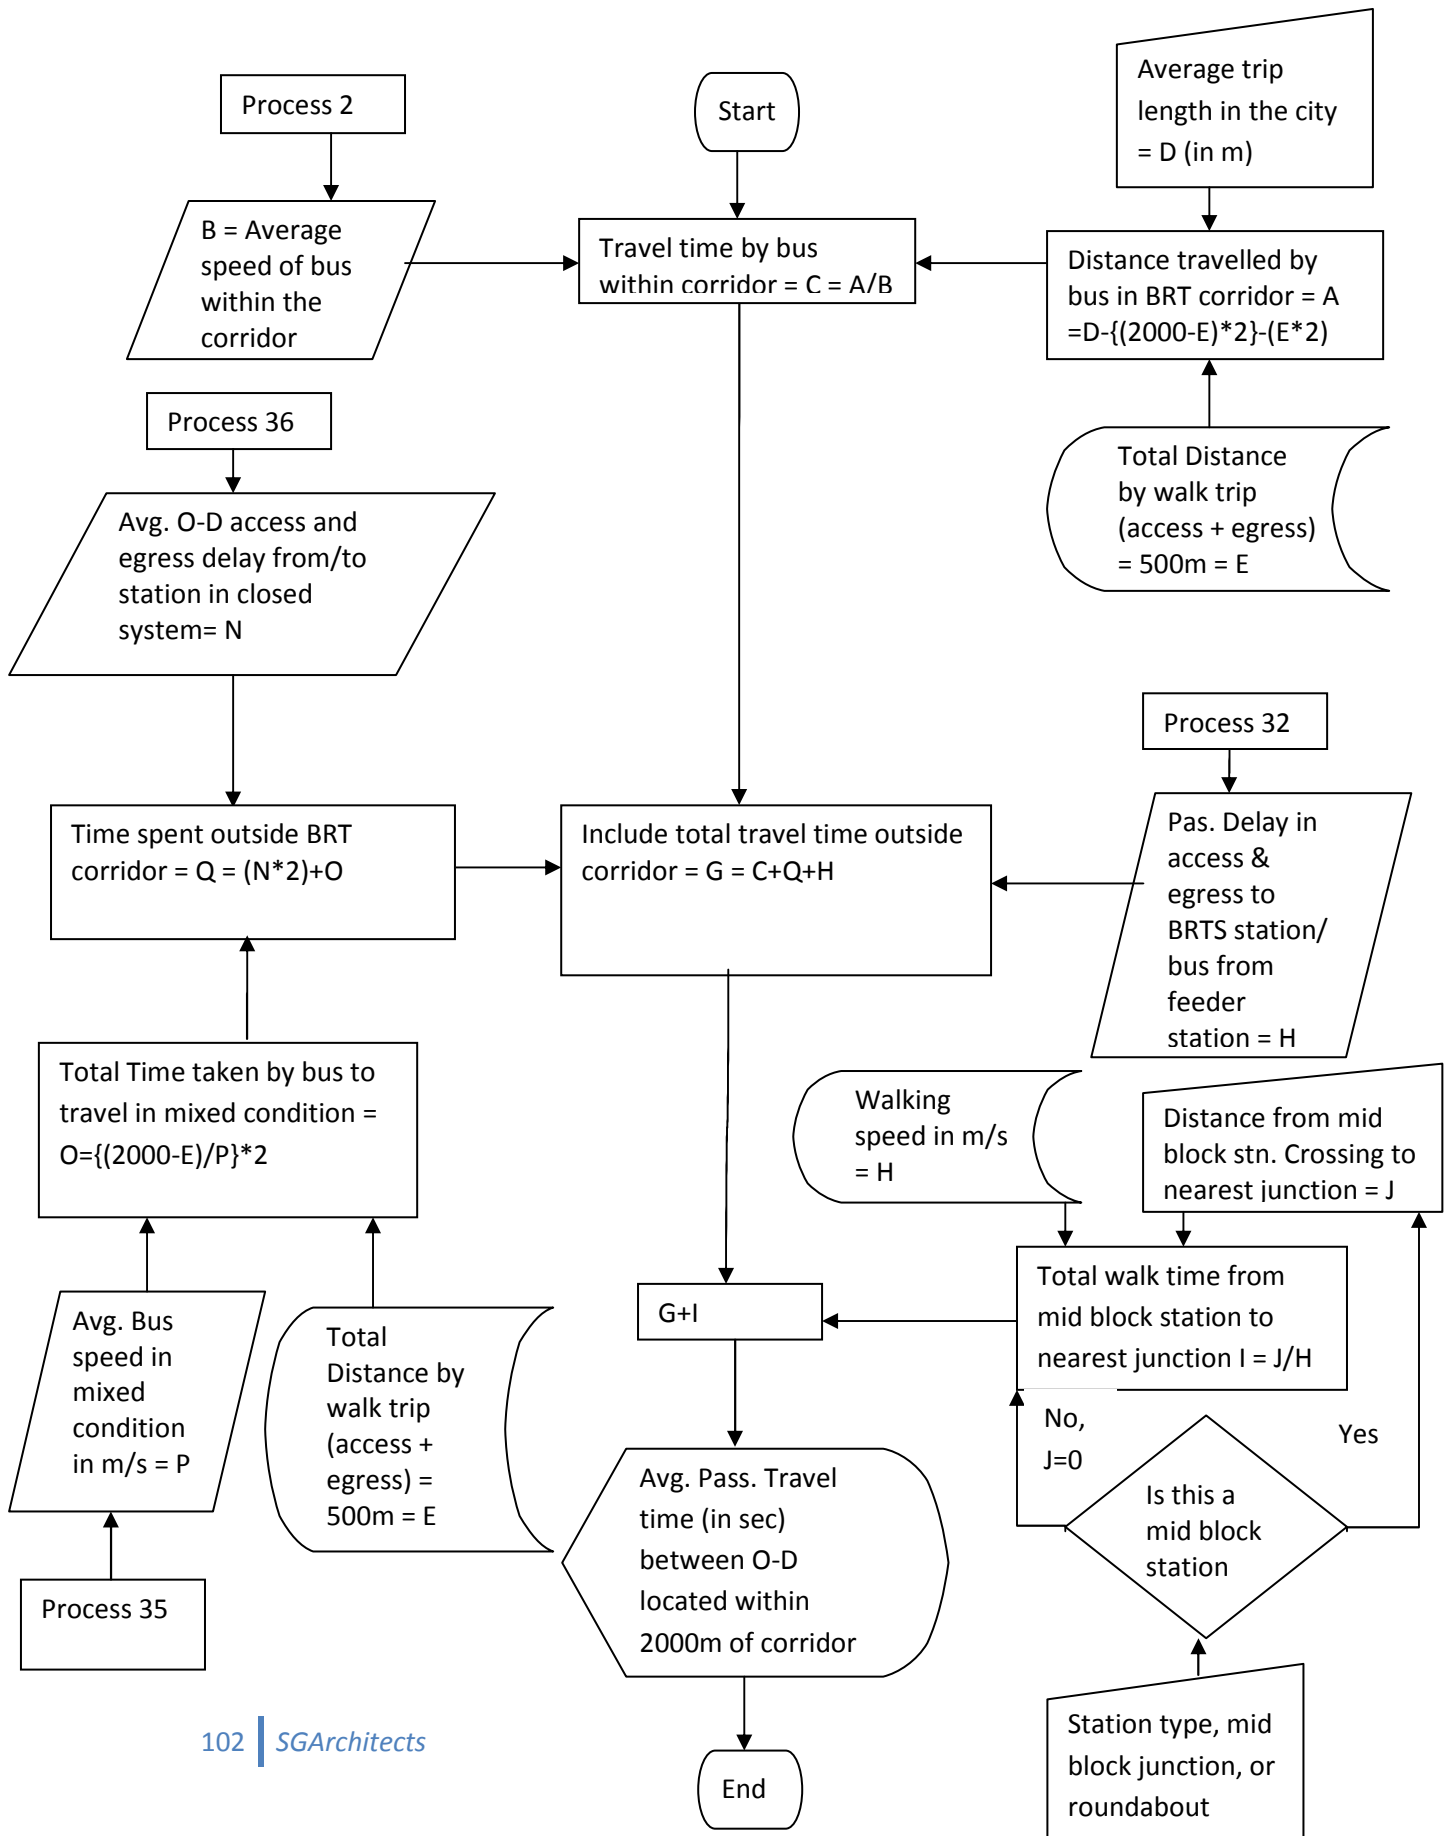 Process 2
Start
Average trip
length in the city
= D (in m)
B = Average
speed of bus
within the
corridor
Travel time by bus
within corridor = C = A/B
Distance travelled by
bus in BRT corridor = A
=D-{(2000-E)*2}-(E*2)
Process 36
Total Distance
by walk trip
(access + egress)
= 500m = E
Avg. O-D access and
egress delay from/to
station in closed
system= N
Process 32
Time spent outside BRT
corridor = Q = (N*2)+O
Include total travel time outside
corridor = G = C+Q+H
Pas. Delay in
access &
egress to
BRTS station/
bus from
feeder
station = H
Total Time taken by bus to
travel in mixed condition =
O={(2000-E)/P}*2
Walking
speed in m/s
= H
Distance from mid
block stn. Crossing to
nearest junction = J
Total walk time from
mid block station to
nearest junction I = J/H
G+I
Avg. Bus
speed in
mixed
condition
in m/s = P
Total
Distance by
walk trip
(access +
egress) =
500m = E
No,
J=0
Yes
Is this a
mid block
station
Avg. Pass. Travel
time (in sec)
between O-D
located within
2000m of corridor
Process 35
Station type, mid
block junction, or
roundabout
End
102 SGArchitects